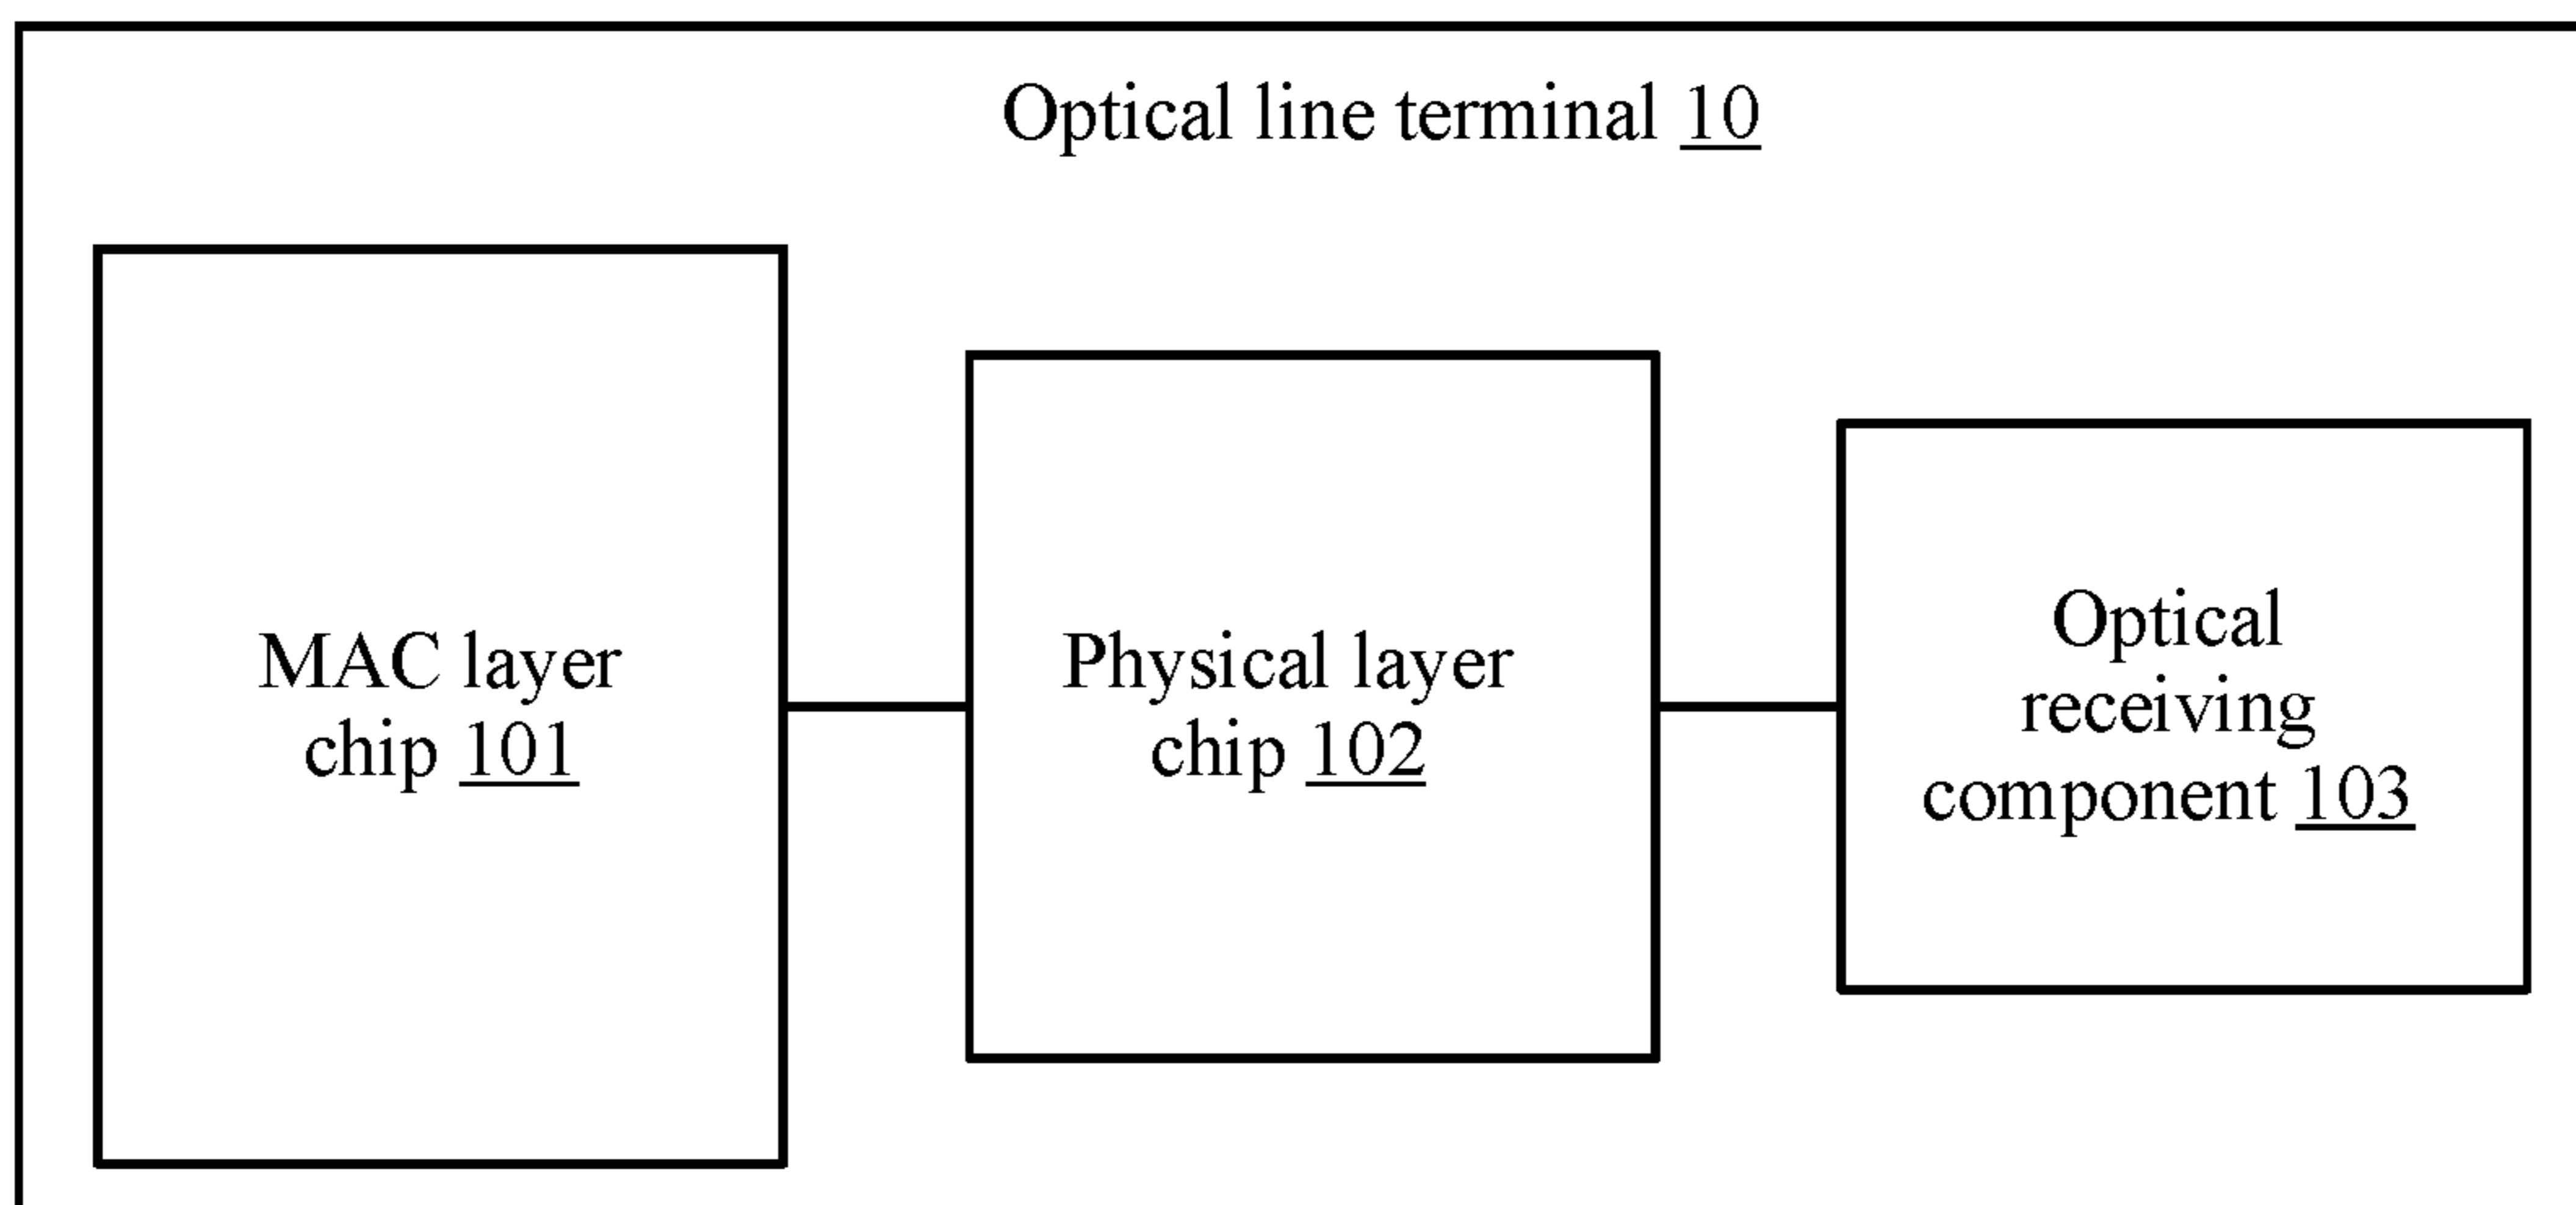 Optical line terminal 10
MAC layer
chip 101
Physical layer
chip 102
Optical
receiving
component 103